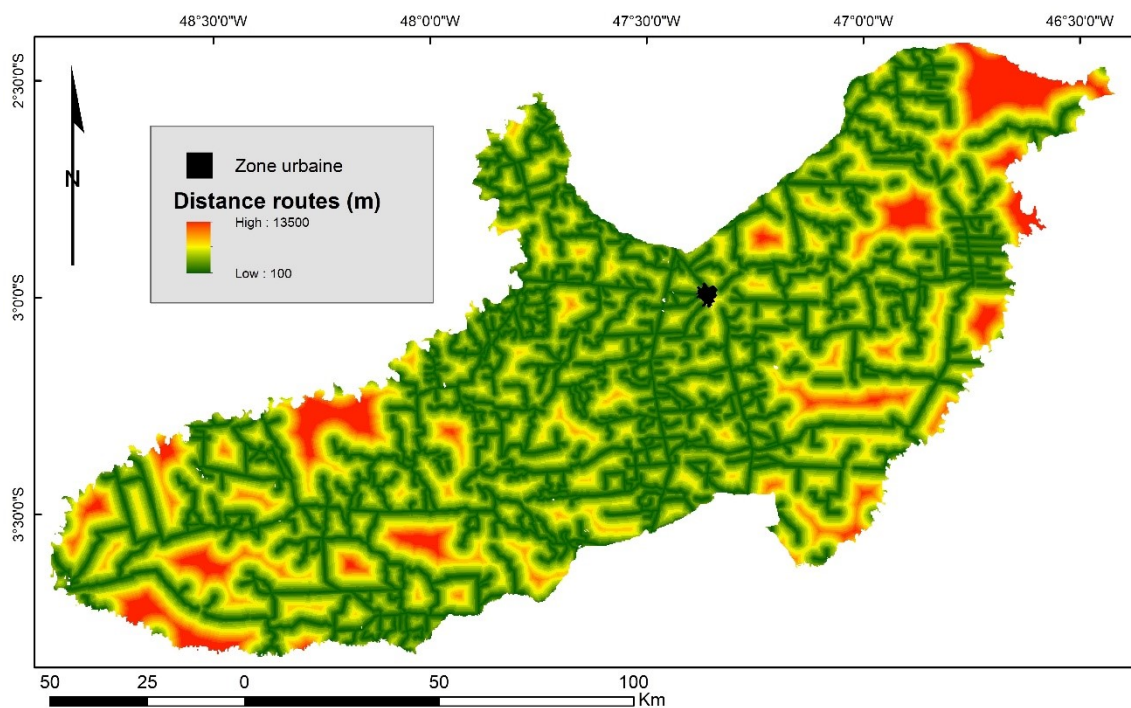 48°30'0"W 48°0'0"W 47°30'0"W 47°0'0"W 46°30'0"W
2°30'0"S
N
Zone urbaine
Distance routes (m)
High : 13500
Low : 100
3°0'0"S
3°30'0"S
50 25 0 50 100
Km